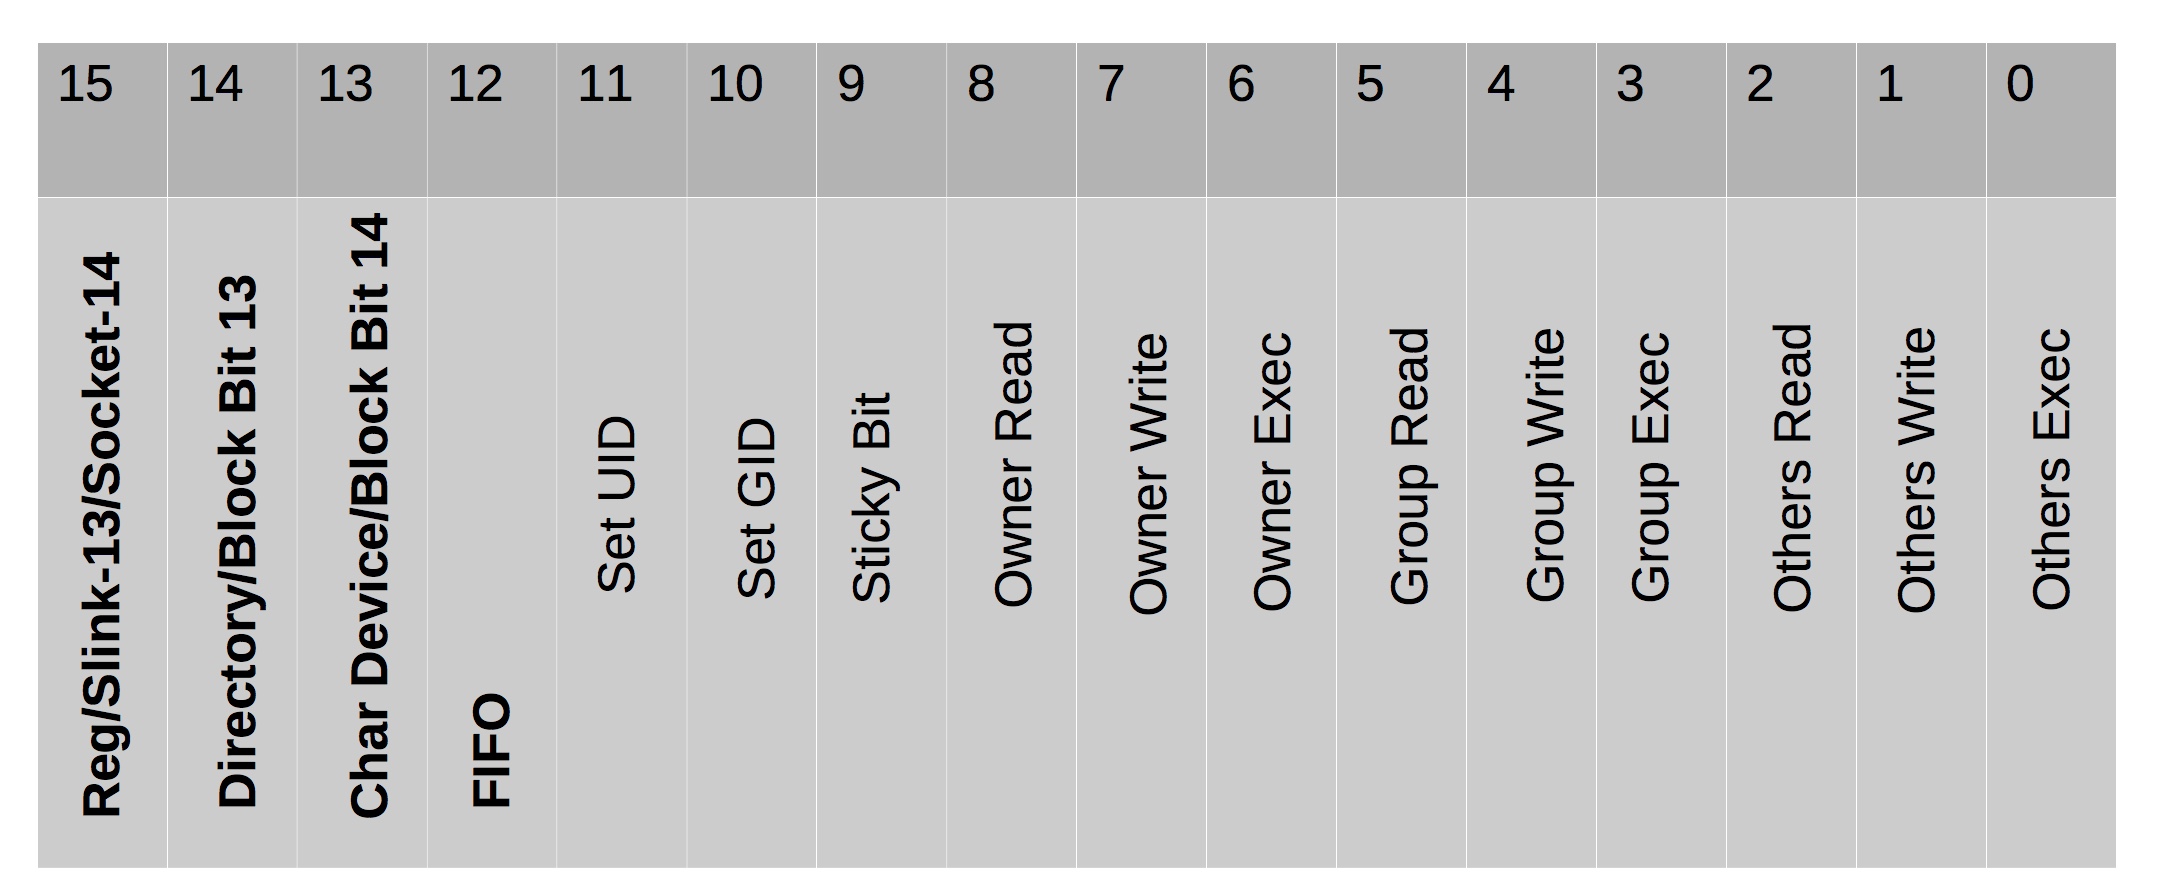 15 14 13 12 11 10 9 8 7 6 5 4 3 2 1 0
Reg/Slink-13/Socket-14
Directory/Block Bit 13
Char Device/Block Bit 14
FIFO
Set UID
Set GID
Sticky Bit
Owner Read
Owner Write
Owner Exec
Group Read
Group Write
Group Exec
Others Read
Others Write
Others Exec